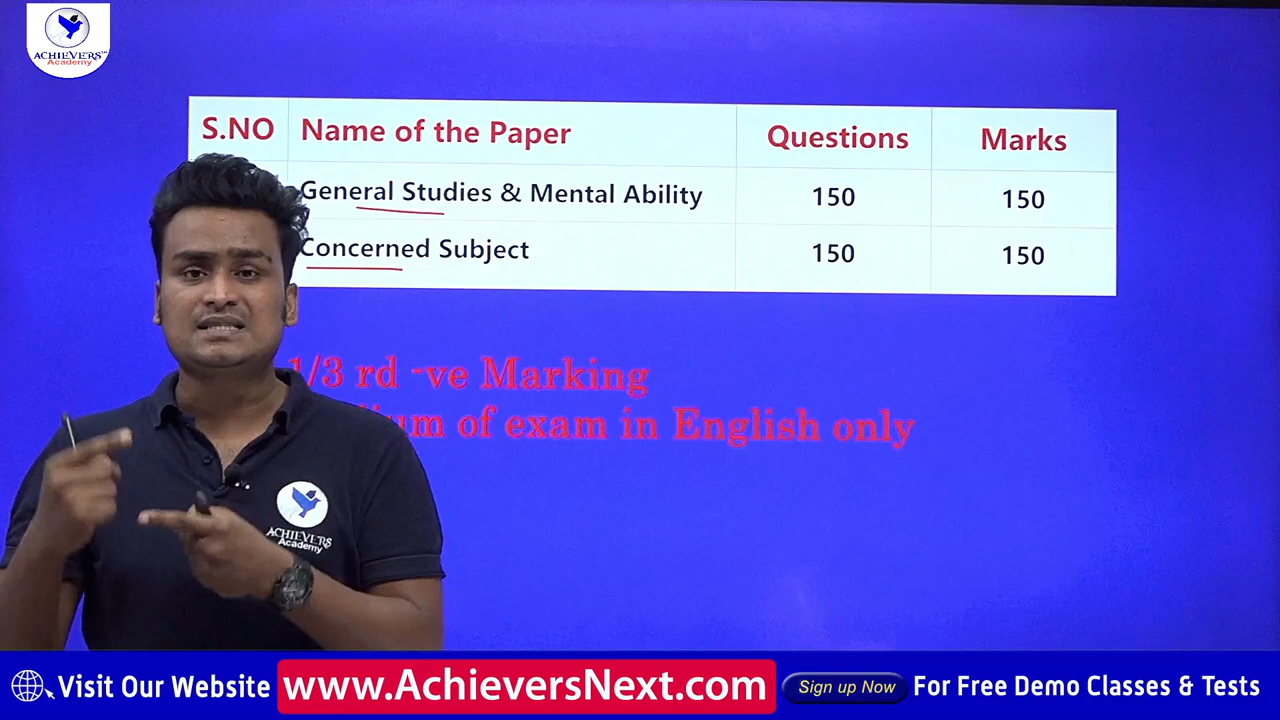 ACHIEVERS™
Academy
S.NO Name of the Paper Questions Marks
General Studies & Mental Ability 150 150
Concerned Subject 150 150
1/3 rd -ve Marking
of exam in English only
ACHIEVERS
Academy
Visit Our Website www.AchieversNext.com Sign up Now For Free Demo Classes & Tests